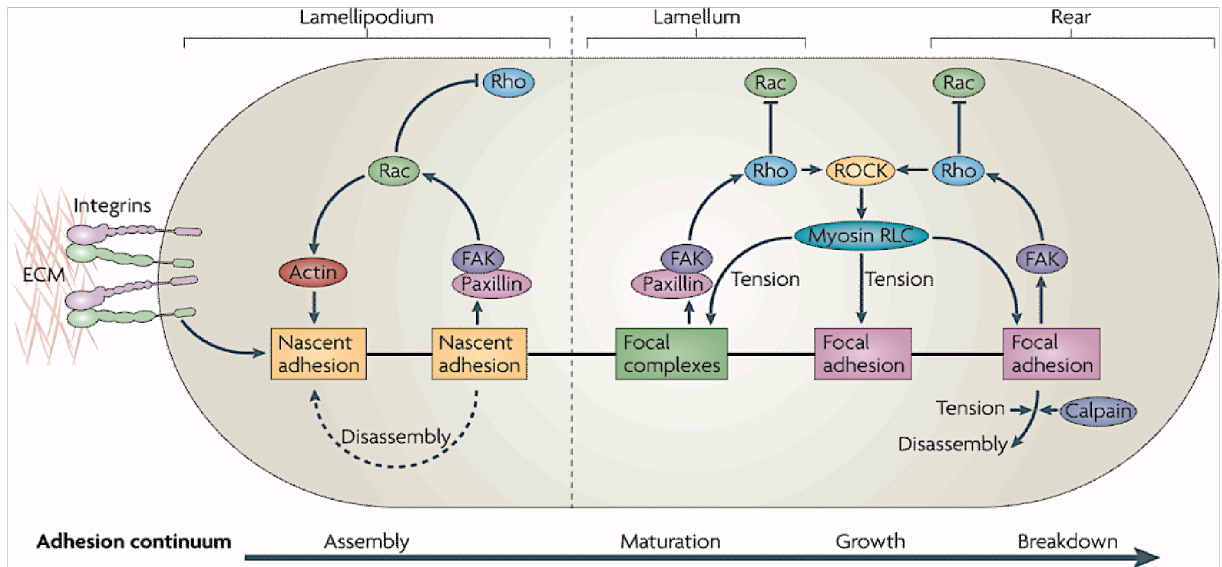 Lamellipodium
Lamellum
Rear
Rho
Rac
Rac
Rac
Rho
ROCK
Rho
Integrins
ECM
Actin
FAK
Paxillin
FAK
Paxillin
Myosin RLC
FAK
Tension
Tension
Nascent
adhesion
Nascent
adhesion
Focal
complexes
Focal
adhesion
Focal
adhesion
Disassembly
Tension
Calpain
Disassembly
Adhesion continuum
Assembly
Maturation
Growth
Breakdown